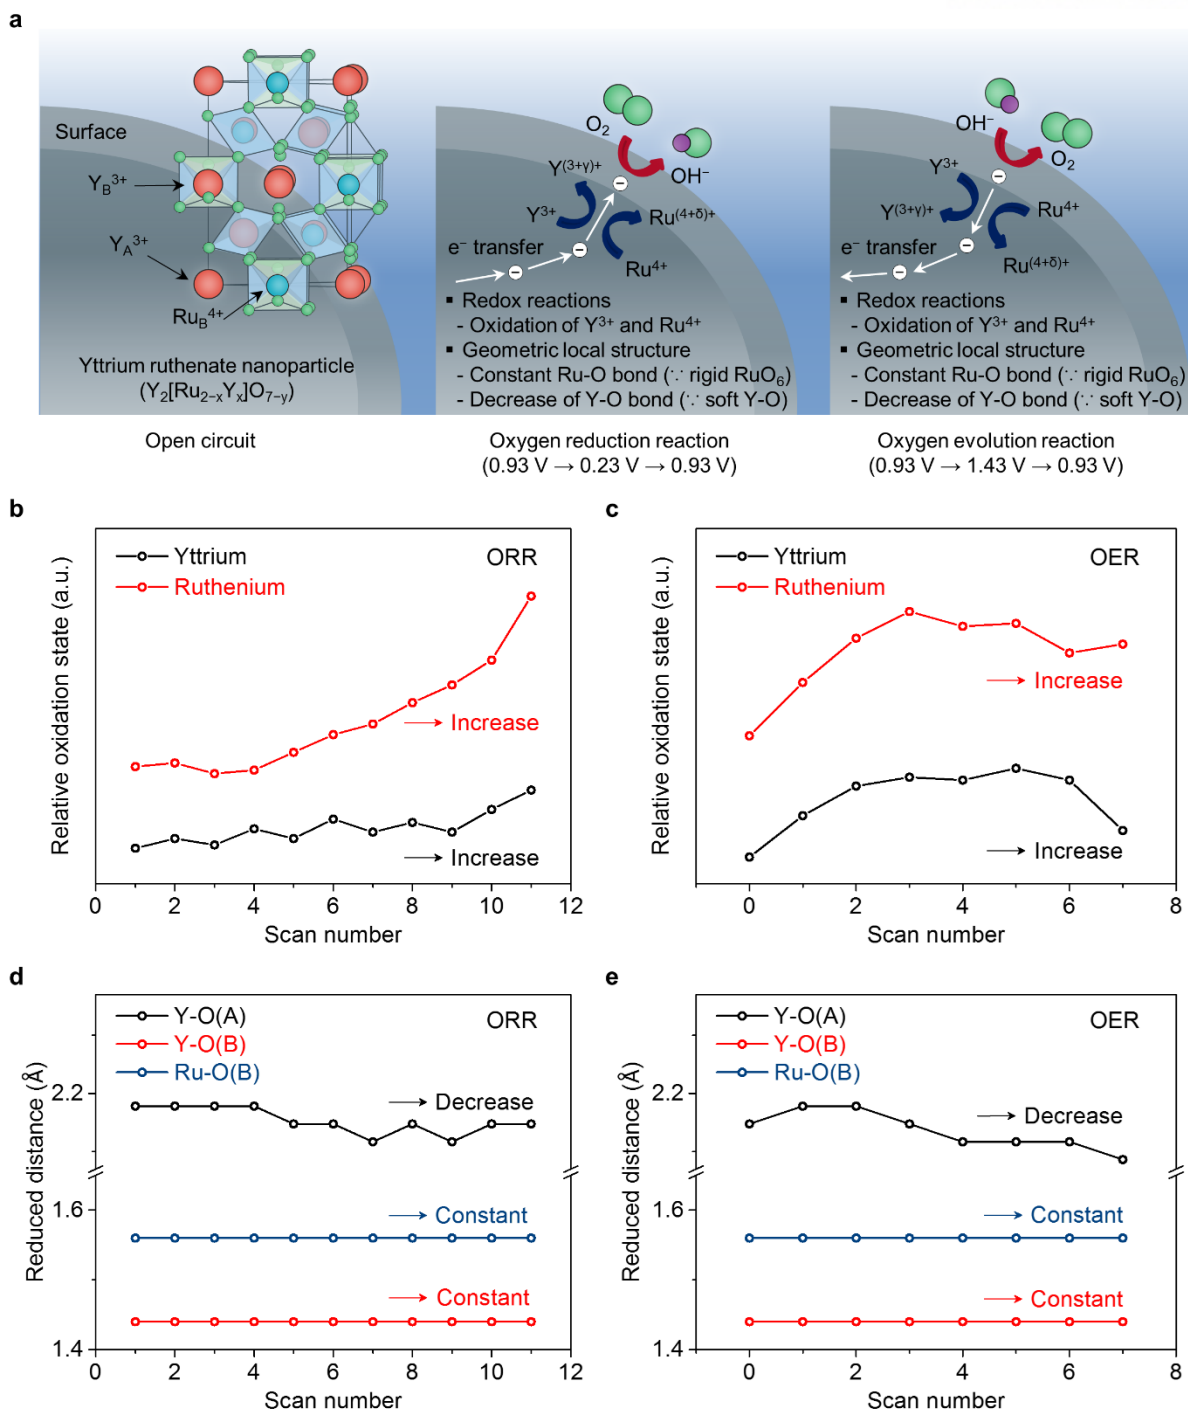 a
Surface
Y_B^3+
Y_A^3+
Ru_B^4+
Yttrium ruthenate nanoparticle
(Y₂[Ru₂₋ₓYₓ]O₇₋y)
Open circuit
O₂
OH⁻
Y^(3+γ)+
Y³⁺
Ru^(4+δ)+
Ru⁴⁺
e⁻ transfer
−
−
−
▪ Redox reactions
- Oxidation of Y³⁺ and Ru⁴⁺
▪ Geometric local structure
- Constant Ru-O bond (∵ rigid RuO₆)
- Decrease of Y-O bond (∵ soft Y-O)
Oxygen reduction reaction
(0.93 V → 0.23 V → 0.93 V)
OH⁻
O₂
Y³⁺
Y^(3+γ)+
Ru⁴⁺
Ru^(4+δ)+
e⁻ transfer
−
−
−
▪ Redox reactions
- Oxidation of Y³⁺ and Ru⁴⁺
▪ Geometric local structure
- Constant Ru-O bond (∵ rigid RuO₆)
- Decrease of Y-O bond (∵ soft Y-O)
Oxygen evolution reaction
(0.93 V → 1.43 V → 0.93 V)
b
Yttrium
Ruthenium
ORR
→ Increase
→ Increase
Relative oxidation state (a.u.)
0 2 4 6 8 10 12
Scan number
c
Yttrium
Ruthenium
OER
→ Increase
→ Increase
Relative oxidation state (a.u.)
0 2 4 6 8
Scan number
d
Y-O(A)
Y-O(B)
Ru-O(B)
ORR
→ Decrease
→ Constant
→ Constant
Reduced distance (Å)
2.2
1.6
1.4
0 2 4 6 8 10 12
Scan number
e
Y-O(A)
Y-O(B)
Ru-O(B)
OER
→ Decrease
→ Constant
→ Constant
Reduced distance (Å)
2.2
1.6
1.4
0 2 4 6 8
Scan number